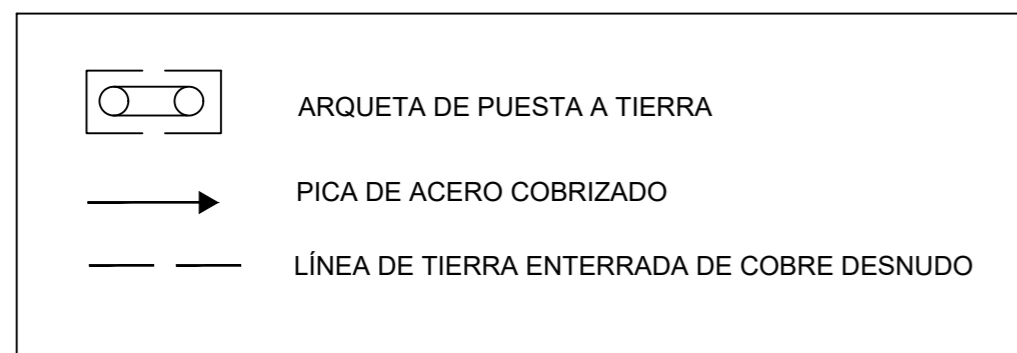 ARQUETA DE PUESTA A TIERRA
PICA DE ACERO COBRIZADO
LÍNEA DE TIERRA ENTERRADA DE COBRE DESNUDO